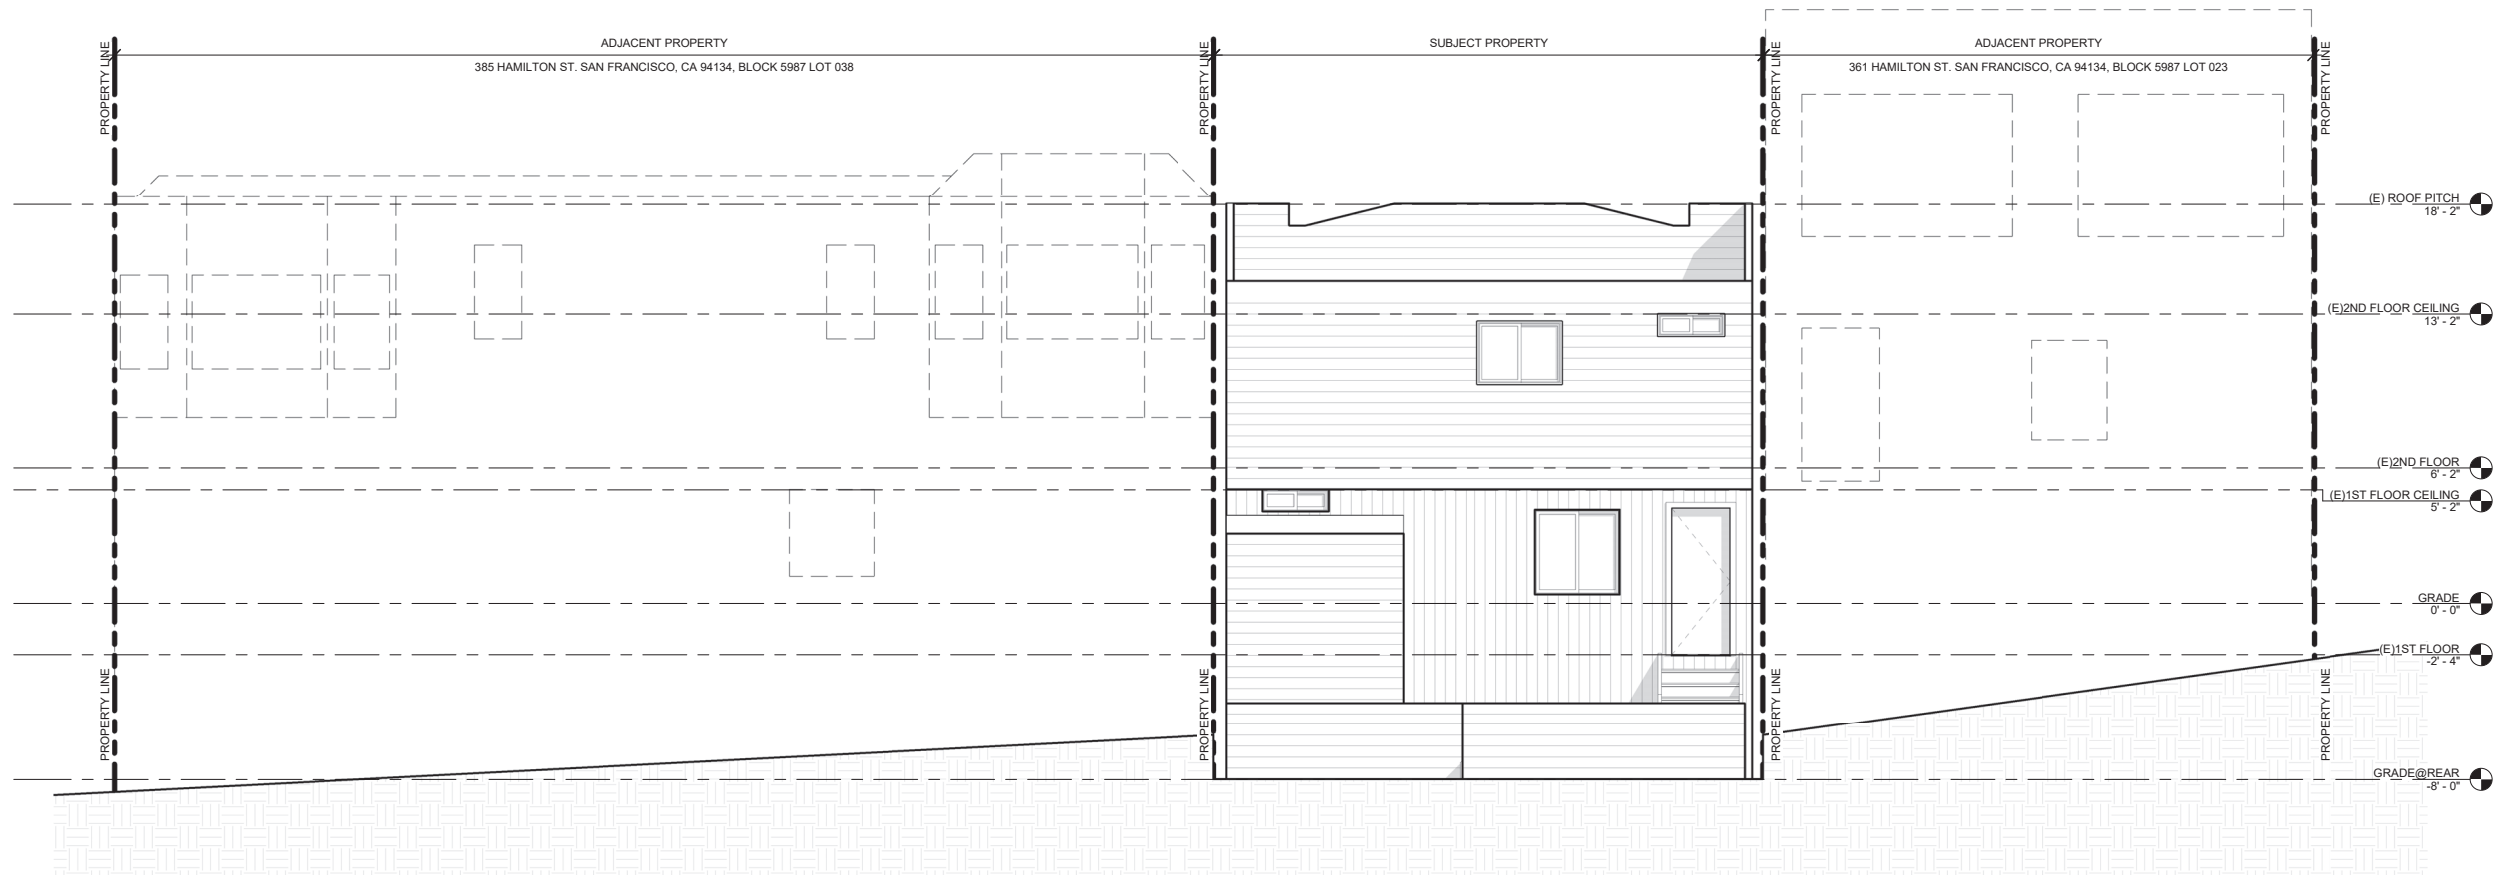 ADJACENT PROPERTY
385 HAMILTON ST. SAN FRANCISCO, CA 94134, BLOCK 5987 LOT 038
SUBJECT PROPERTY
ADJACENT PROPERTY
361 HAMILTON ST. SAN FRANCISCO, CA 94134, BLOCK 5987 LOT 023
PROPERTY LINE
PROPERTY LINE
PROPERTY LINE
PROPERTY LINE
(E) ROOF PITCH
18' - 2"
(E)2ND FLOOR CEILING
13' - 2"
(E)2ND FLOOR
6' - 2"
(E)1ST FLOOR CEILING
5' - 2"
GRADE
0' - 0"
(E)1ST FLOOR
-2' - 4"
PROPERTY LINE
PROPERTY LINE
PROPERTY LINE
PROPERTY LINE
GRADE@REAR
-8' - 0"